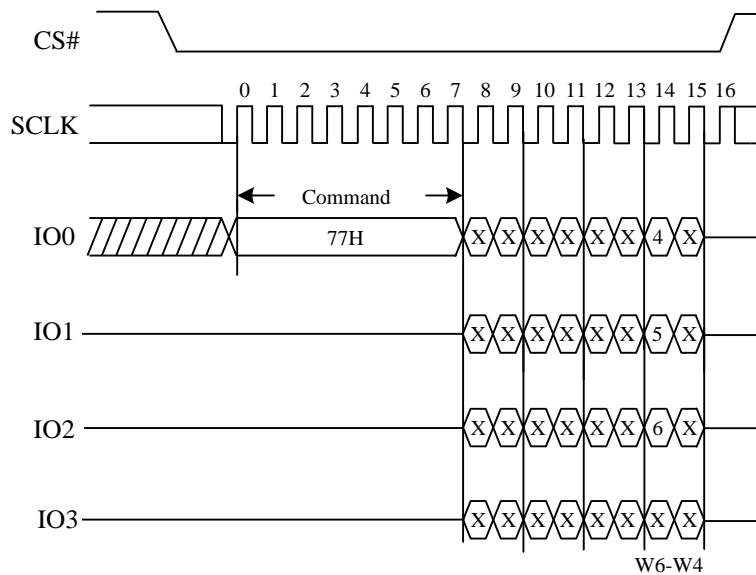 CS#
0 1 2 3 4 5 6 7 8 9 10 11 12 13 14 15 16
SCLK
Command
IO0 77H X X X X X X 4 X
IO1 X X X X X X 5 X
IO2 X X X X X X 6 X
IO3 X X X X X X X X
W6-W4